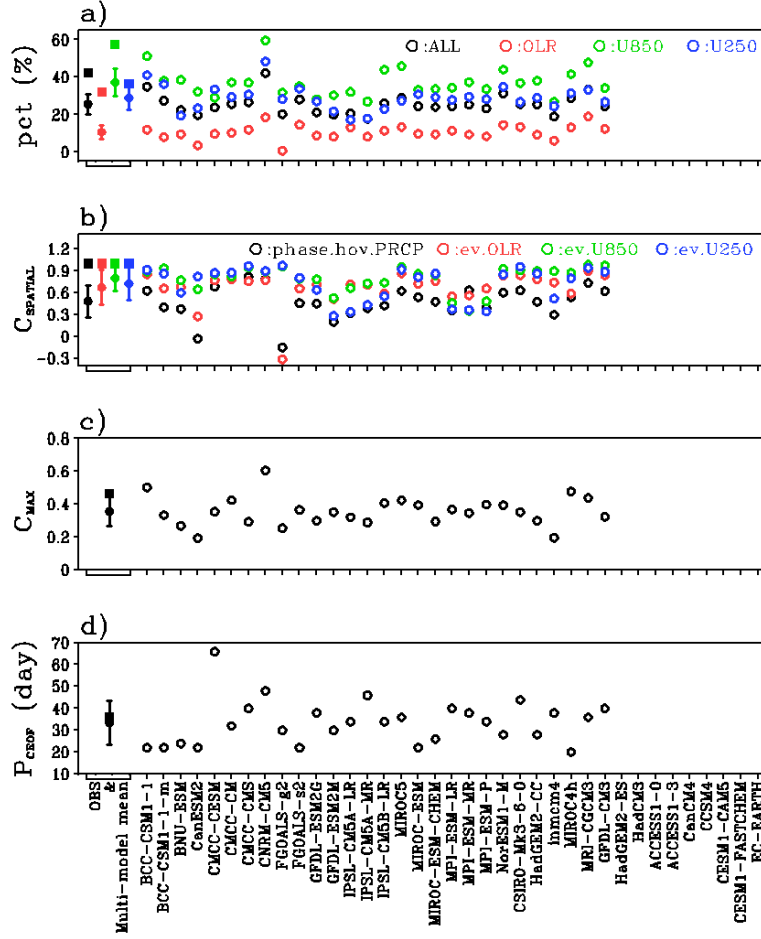 a)
pct (%)
60
40
20
0
:ALL :OLR :U850 :U250
b)
C_SPATIAL
1.2
0.9
0.6
0.3
0
-0.3
:phase.hov.PRCP :ev.OLR :ev.U850 :ev.U250
c)
C_MAX
0.8
0.6
0.4
0.2
0
d)
P_CEOF (day)
70
60
50
40
30
20
10
OBS
&
Multi-model mean
BCC-CSM1-1
BCC-CSM1-1-m
BNU-ESM
CanESM2
CMCC-CESM
CMCC-CM
CMCC-CMS
CNRM-CM5
FGOALS-g2
FGOALS-s2
GFDL-ESM2G
GFDL-ESM2M
IPSL-CM5A-LR
IPSL-CM5A-MR
IPSL-CM5B-LR
MIROC5
MIROC-ESM
MIROC-ESM-CHEM
MPI-ESM-LR
MPI-ESM-MR
MPI-ESM-P
NorESM1-M
CSIRO-Mk3-6-0
HadGEM2-CC
inmcm4
MIROC4h
MRI-CGCM3
GFDL-CM3
HadGEM2-ES
HadCM3
ACCESS1-0
ACCESS1-3
CanCM4
CCSM4
CESM1-CAM5
CESM1-FASTCHEM
EC-EARTH